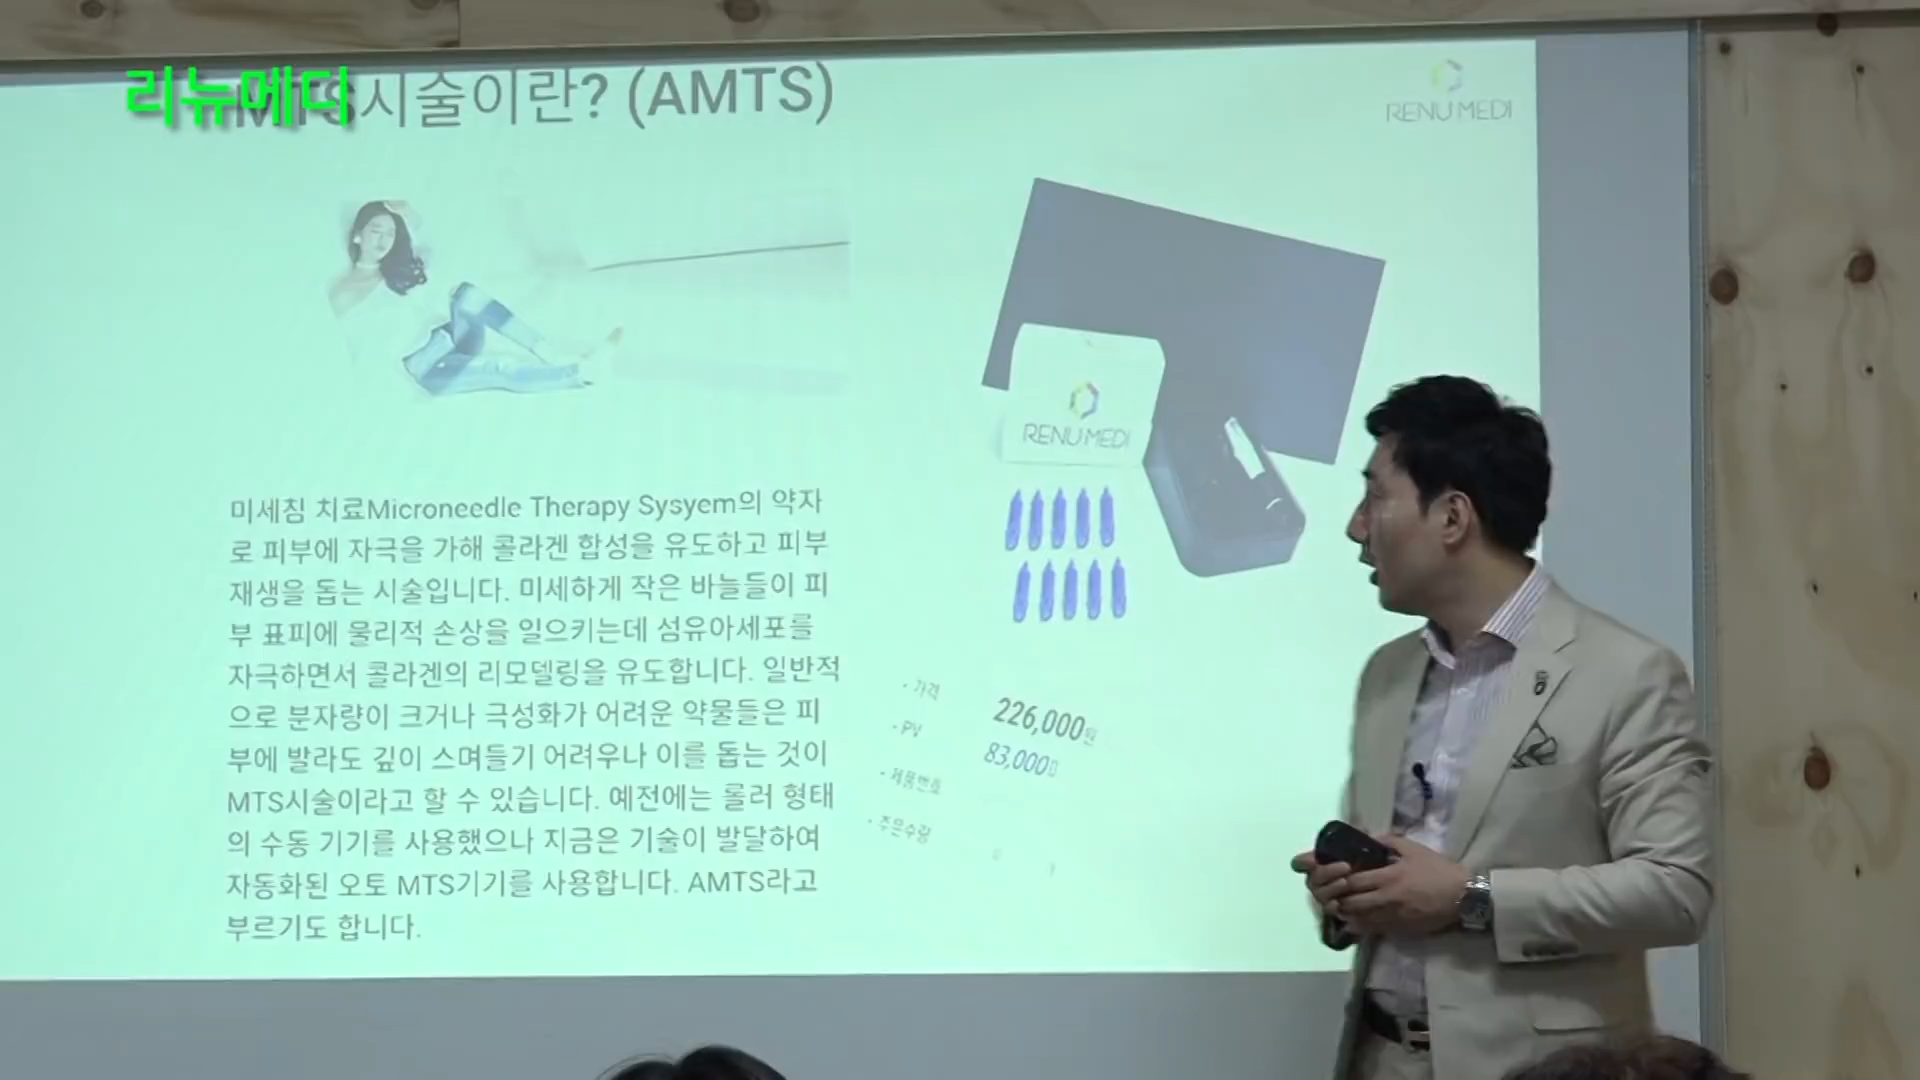 리뉴메디
MTS시술이란? (AMTS)
RENU MEDI
RENU MEDI
미세침 치료Microneedle Therapy Sysyem의 약자
로 피부에 자극을 가해 콜라겐 합성을 유도하고 피부
재생을 돕는 시술입니다. 미세하게 작은 바늘들이 피
부 표피에 물리적 손상을 일으키는데 섬유아세포를
자극하면서 콜라겐의 리모델링을 유도합니다. 일반적
으로 분자량이 크거나 극성화가 어려운 약물들은 피
부에 발라도 깊이 스며들기 어려우나 이를 돕는 것이
MTS시술이라고 할 수 있습니다. 예전에는 롤러 형태
의 수동 기기를 사용했으나 지금은 기술이 발달하여
자동화된 오토 MTS기기를 사용합니다. AMTS라고
부르기도 합니다.
· 가격 226,000원
· PV 83,000
· 제품번호
· 주문수량